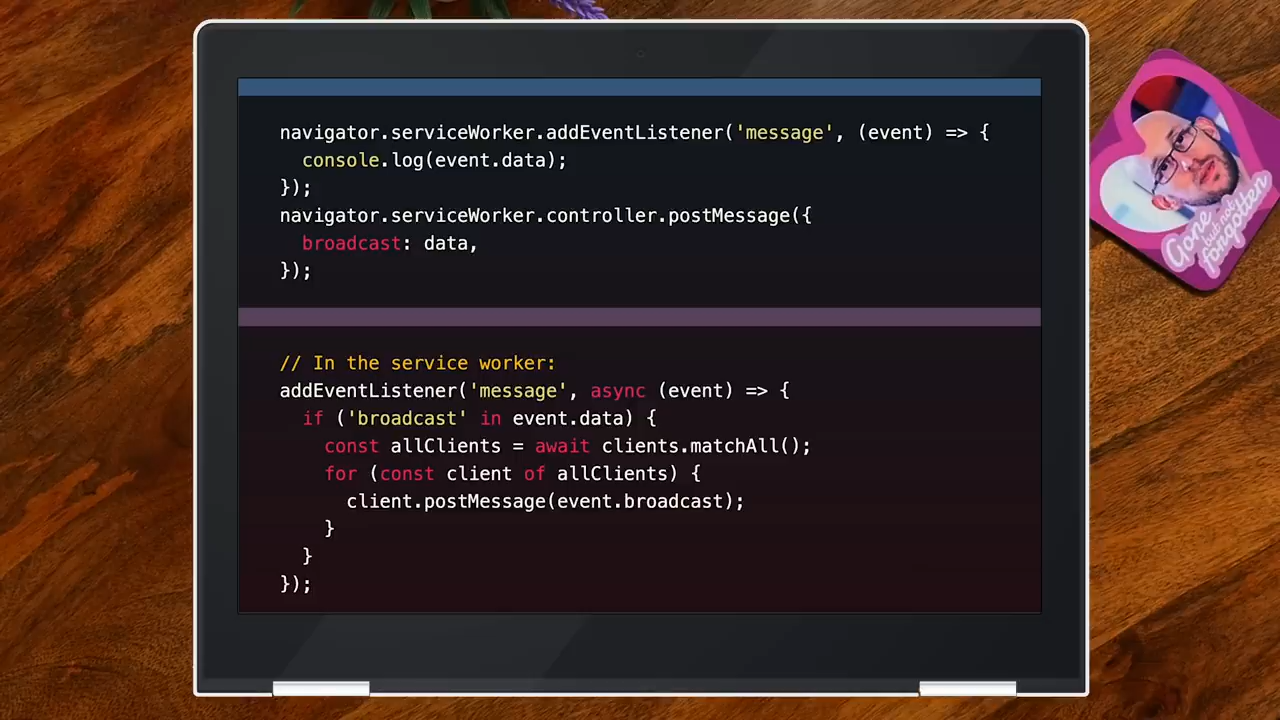 navigator.serviceWorker.addEventListener('message', (event) => {
  console.log(event.data);
});
navigator.serviceWorker.controller.postMessage({
  broadcast: data,
});
// In the service worker:
addEventListener('message', async (event) => {
  if ('broadcast' in event.data) {
    const allClients = await clients.matchAll();
    for (const client of allClients) {
      client.postMessage(event.broadcast);
    }
  }
});
Gone
but not
forgotten